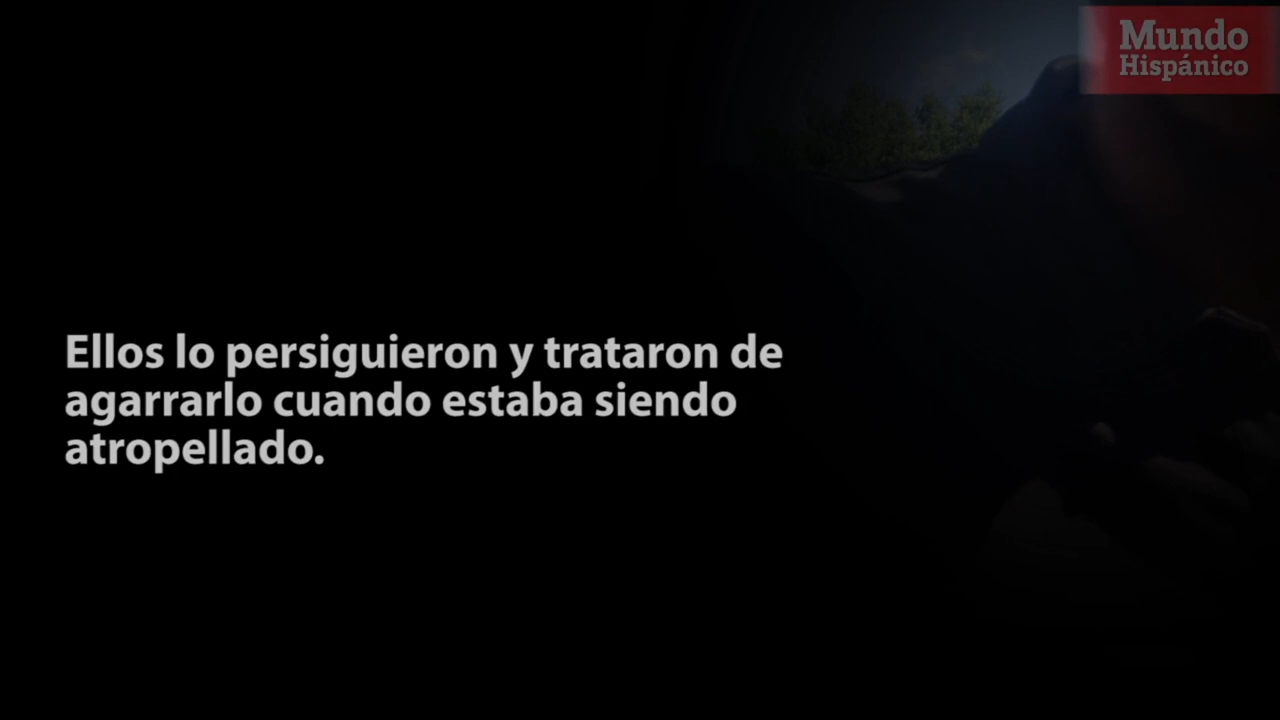 Mundo
Hispánico
Ellos lo persiguieron y trataron de
agarrarlo cuando estaba siendo
atropellado.